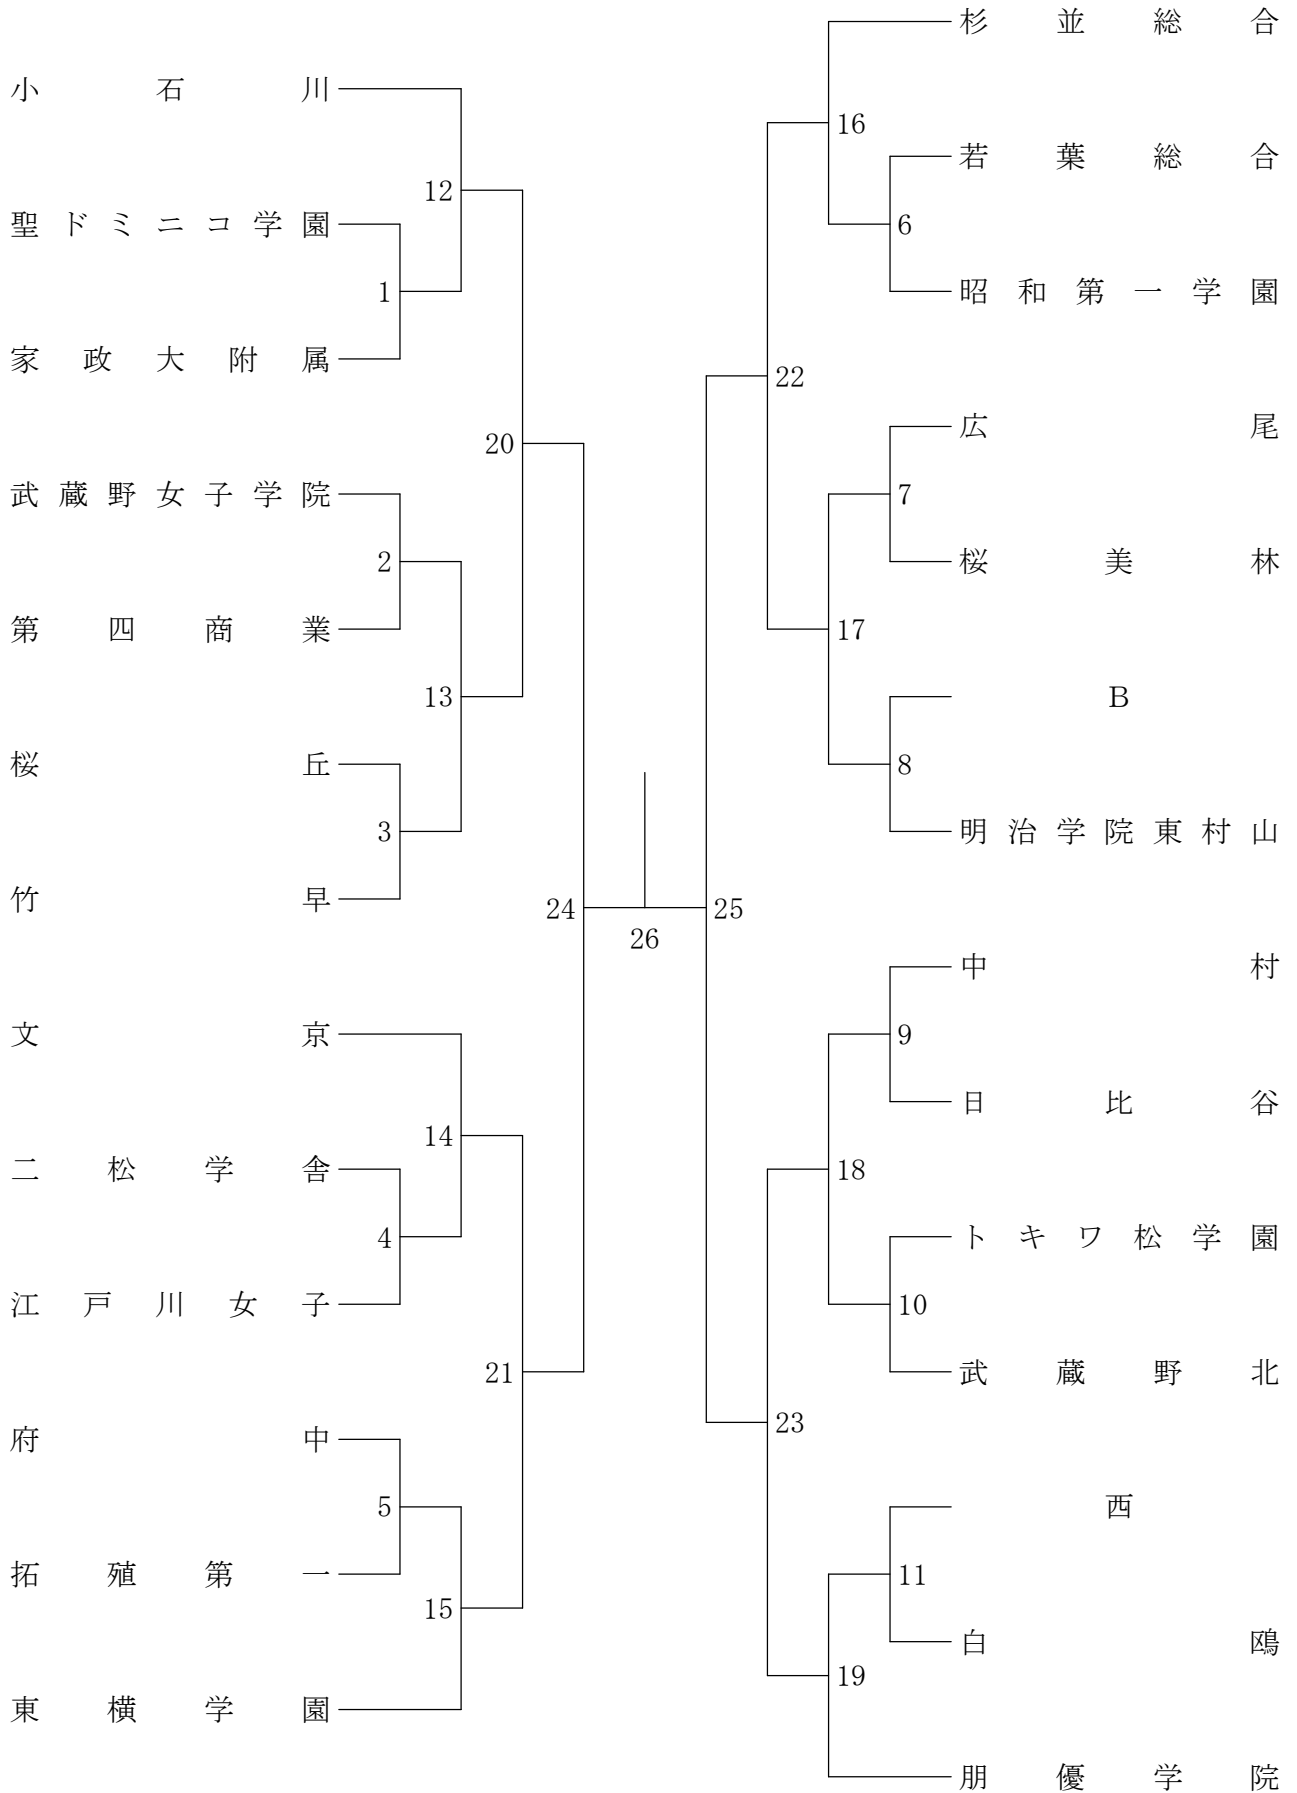 小石川
12
聖ドミニコ学園
1
家政大附属
20
武蔵野女子学院
2
第四商業
13
桜丘
3
竹早
24
26
文京
14
二松学舎
4
江戸川女子
21
府中
5
拓殖第一
15
東横学園
杉並総合
16
若葉総合
6
昭和第一学園
22
広尾
7
桜美林
17
B
8
明治学院東村山
25
中村
9
日比谷
18
トキワ松学園
10
武蔵野北
23
西
11
白鴎
19
朋優学院